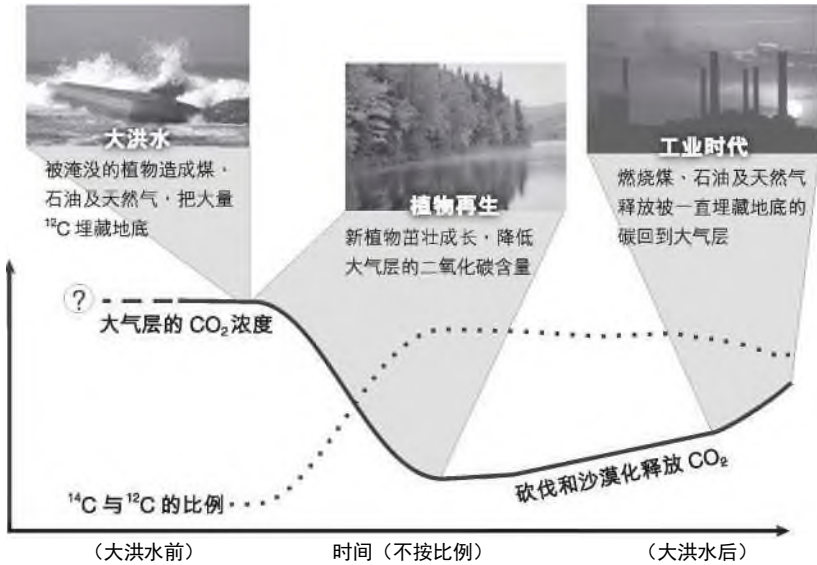 大洪水
被淹没的植物造成煤·
石油及天然气·把大量
¹²C 埋藏地底
植物再生
新植物茁壮成长·降低
大气层的二氧化碳含量
工业时代
燃烧煤、石油及天然气
释放被一直埋藏地底的
碳回到大气层
?
大气层的 CO₂ 浓度
¹⁴C 与 ¹²C 的比例
砍伐和沙漠化释放 CO₂
（大洪水前）
时间（不按比例）
（大洪水后）